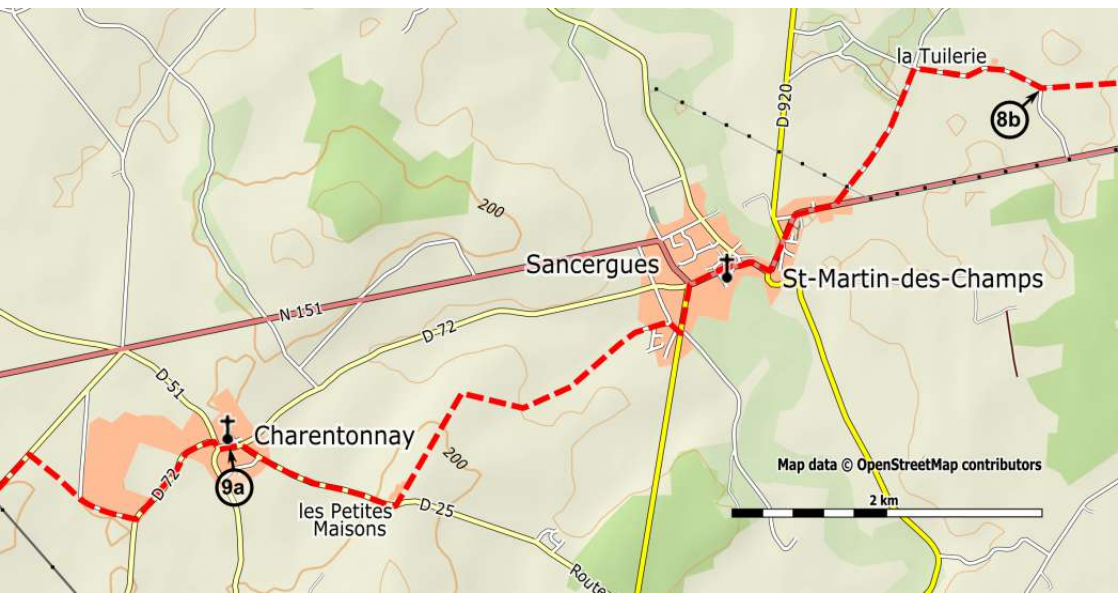 la Tuilerie
D 920
8b
200
Sancergues
St-Martin-des-Champs
N 151
D 72
D 51
Charentonnay
200
Map data © OpenStreetMap contributors
D 72
9a
les Petites
Maisons
D 25
2 km
Route